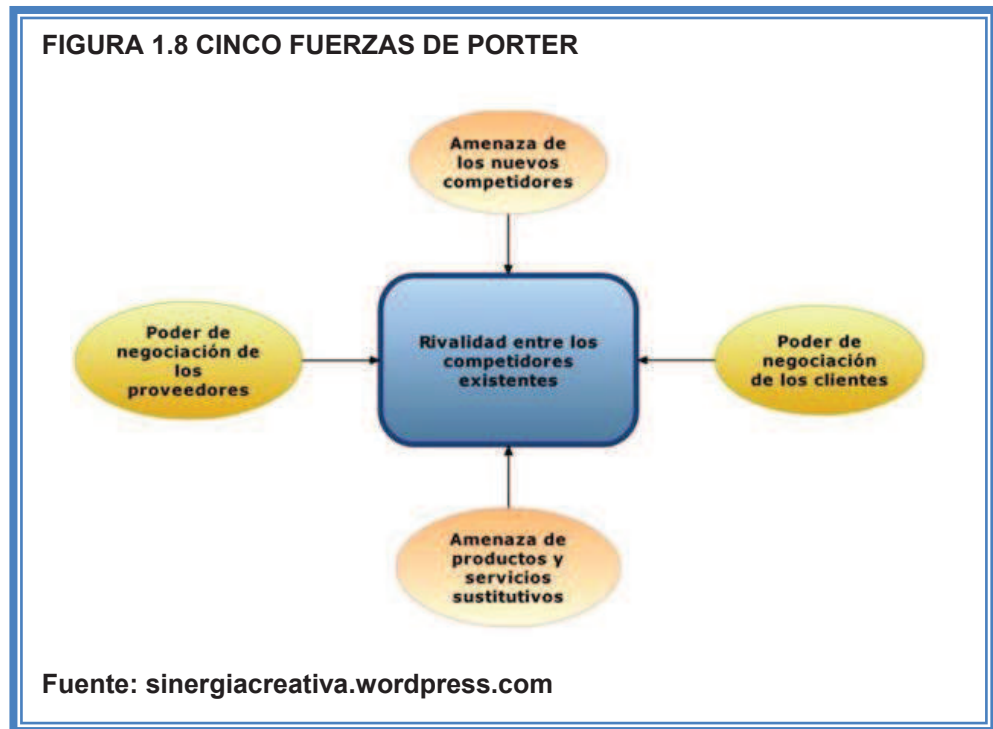 FIGURA 1.8 CINCO FUERZAS DE PORTER
Amenaza de
los nuevos
competidores
Poder de
negociación de
los
proveedores
Rivalidad entre los
competidores
existentes
Poder de
negociación
de los clientes
Amenaza de
productos y
servicios
sustitutivos
Fuente: sinergiacreativa.wordpress.com